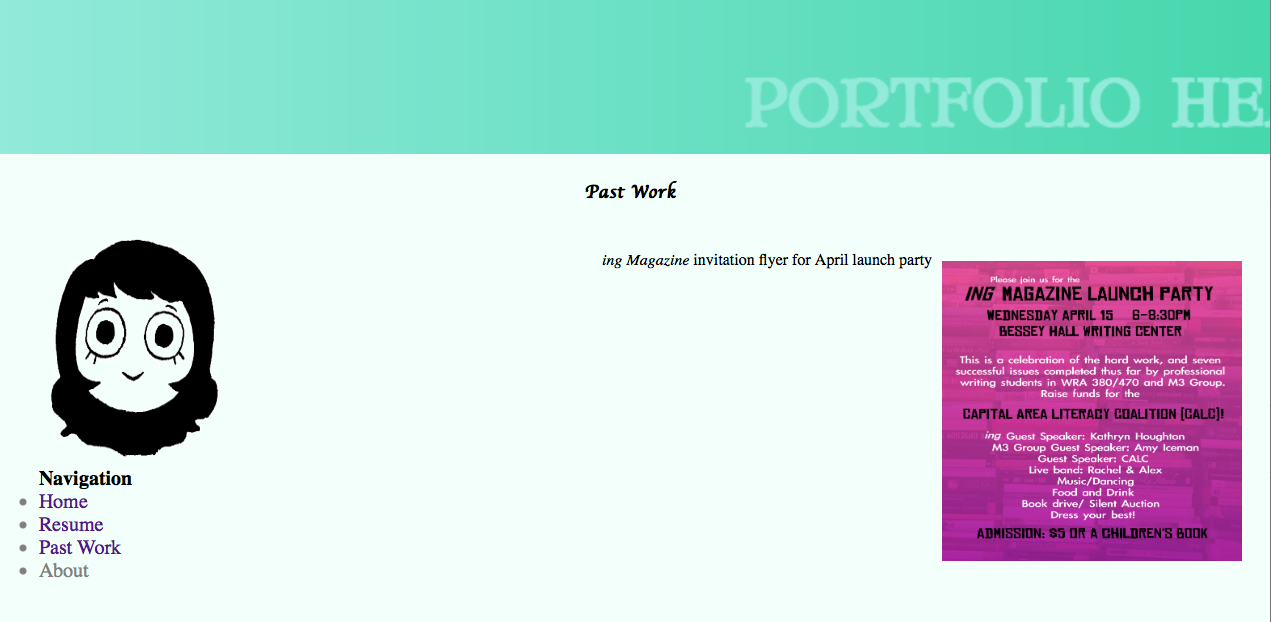 PORTFOLIO HEA
Past Work
ing Magazine invitation flyer for April launch party
Please join us for the
ING MAGAZINE LAUNCH PARTY
WEDNESDAY APRIL 15 6-8:30PM
BESSEY HALL WRITING CENTER
This is a celebration of the hard work, and seven
successful issues completed thus far by professional
writing students in WRA 380/470 and M3 Group.
Raise funds for the
CAPITAL AREA LITERACY COALITION (CALC)!
ing Guest Speaker: Kathryn Houghton
M3 Group Guest Speaker: Amy Iceman
Guest Speaker: CALC
Live band: Rachel & Alex
Music/Dancing
Food and Drink
Book drive/ Silent Auction
Dress your best!
ADMISSION: $5 OR A CHILDREN'S BOOK
Navigation
Home
Resume
Past Work
About